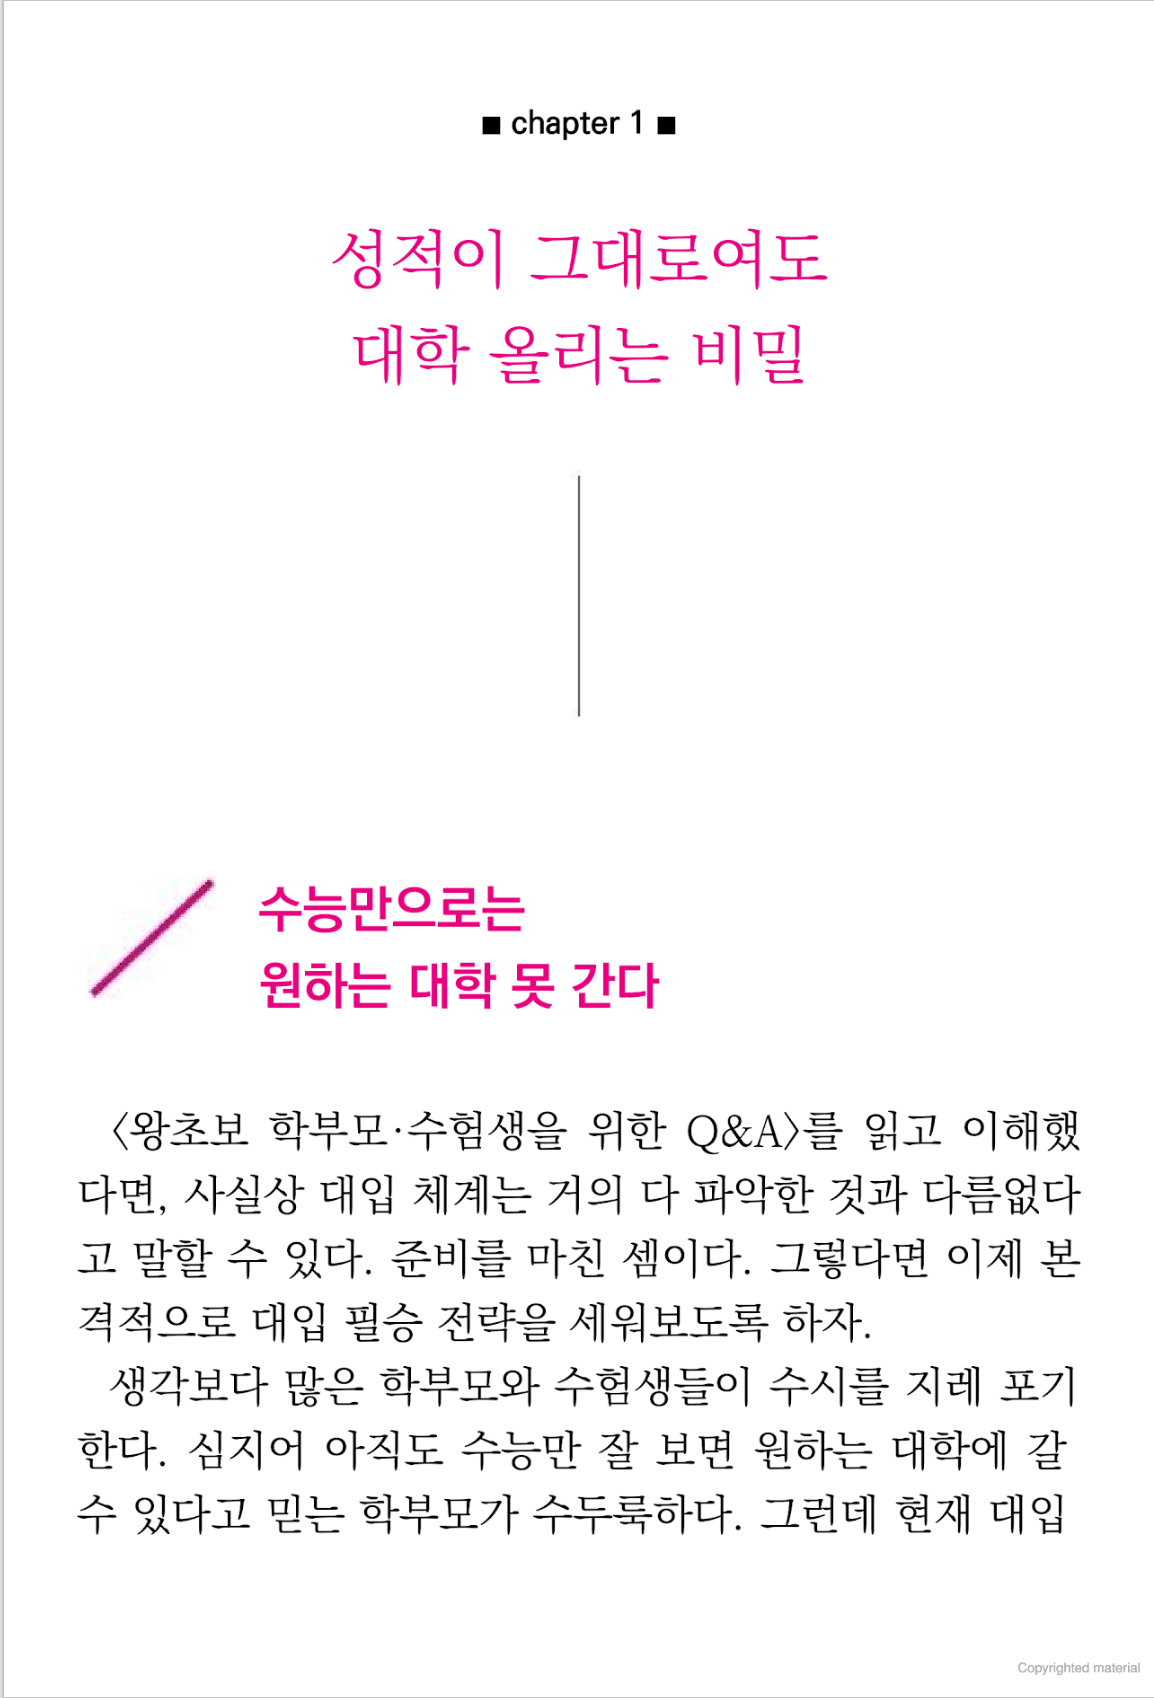 ■ chapter 1 ■
성적이 그대로여도
대학 올리는 비밀
수능만으로는
원하는 대학 못 간다
〈왕초보 학부모·수험생을 위한 Q&A〉를 읽고 이해했
다면, 사실상 대입 체계는 거의 다 파악한 것과 다름없다
고 말할 수 있다. 준비를 마친 셈이다. 그렇다면 이제 본
격적으로 대입 필승 전략을 세워보도록 하자.
생각보다 많은 학부모와 수험생들이 수시를 지레 포기
한다. 심지어 아직도 수능만 잘 보면 원하는 대학에 갈
수 있다고 믿는 학부모가 수두룩하다. 그런데 현재 대입
Copyrighted material